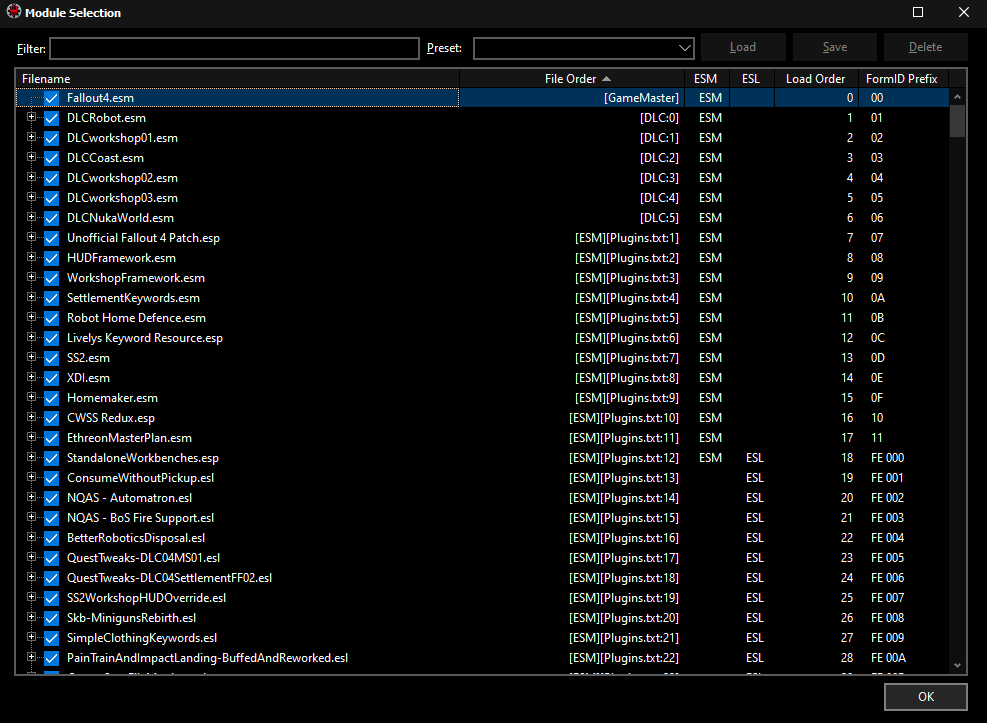 Module Selection
Filter: Preset: Load Save Delete
Filename File Order ESM ESL Load Order FormID Prefix
Fallout4.esm [GameMaster] ESM 0 00
DLCRobot.esm [DLC:0] ESM 1 01
DLCworkshop01.esm [DLC:1] ESM 2 02
DLCCoast.esm [DLC:2] ESM 3 03
DLCworkshop02.esm [DLC:3] ESM 4 04
DLCworkshop03.esm [DLC:4] ESM 5 05
DLCNukaWorld.esm [DLC:5] ESM 6 06
Unofficial Fallout 4 Patch.esp [ESM][Plugins.txt:1] ESM 7 07
HUDFramework.esm [ESM][Plugins.txt:2] ESM 8 08
WorkshopFramework.esm [ESM][Plugins.txt:3] ESM 9 09
SettlementKeywords.esm [ESM][Plugins.txt:4] ESM 10 0A
Robot Home Defence.esm [ESM][Plugins.txt:5] ESM 11 0B
Livelys Keyword Resource.esp [ESM][Plugins.txt:6] ESM 12 0C
SS2.esm [ESM][Plugins.txt:7] ESM 13 0D
XDI.esm [ESM][Plugins.txt:8] ESM 14 0E
Homemaker.esm [ESM][Plugins.txt:9] ESM 15 0F
CWSS Redux.esp [ESM][Plugins.txt:10] ESM 16 10
EthreonMasterPlan.esm [ESM][Plugins.txt:11] ESM 17 11
StandaloneWorkbenches.esp [ESM][Plugins.txt:12] ESM ESL 18 FE 000
ConsumeWithoutPickup.esl [ESM][Plugins.txt:13] ESL 19 FE 001
NQAS - Automatron.esl [ESM][Plugins.txt:14] ESL 20 FE 002
NQAS - BoS Fire Support.esl [ESM][Plugins.txt:15] ESL 21 FE 003
BetterRoboticsDisposal.esl [ESM][Plugins.txt:16] ESL 22 FE 004
QuestTweaks-DLC04MS01.esl [ESM][Plugins.txt:17] ESL 23 FE 005
QuestTweaks-DLC04SettlementFF02.esl [ESM][Plugins.txt:18] ESL 24 FE 006
SS2WorkshopHUDOverride.esl [ESM][Plugins.txt:19] ESL 25 FE 007
Skb-MinigunsRebirth.esl [ESM][Plugins.txt:20] ESL 26 FE 008
SimpleClothingKeywords.esl [ESM][Plugins.txt:21] ESL 27 FE 009
PainTrainAndImpactLanding-BuffedAndReworked.esl [ESM][Plugins.txt:22] ESL 28 FE 00A
OK